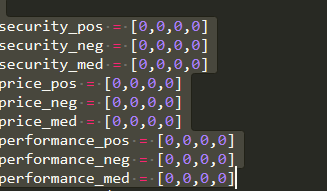 security_pos = [0,0,0,0]
security_neg = [0,0,0,0]
security_med = [0,0,0,0]
price_pos = [0,0,0,0]
price_neg = [0,0,0,0]
price_med = [0,0,0,0]
performance_pos = [0,0,0,0]
performance_neg = [0,0,0,0]
performance_med = [0,0,0,0]